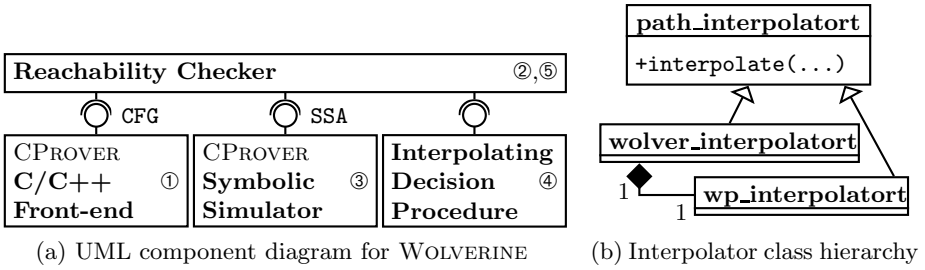 Reachability Checker ②,⑤
CFG
SSA
CPROVER
C/C++ ①
Front-end
CPROVER
Symbolic ③
Simulator
Interpolating
Decision ④
Procedure
(a) UML component diagram for WOLVERINE
path_interpolatort
+interpolate(...)
wolver_interpolatort
1
1
wp_interpolatort
(b) Interpolator class hierarchy